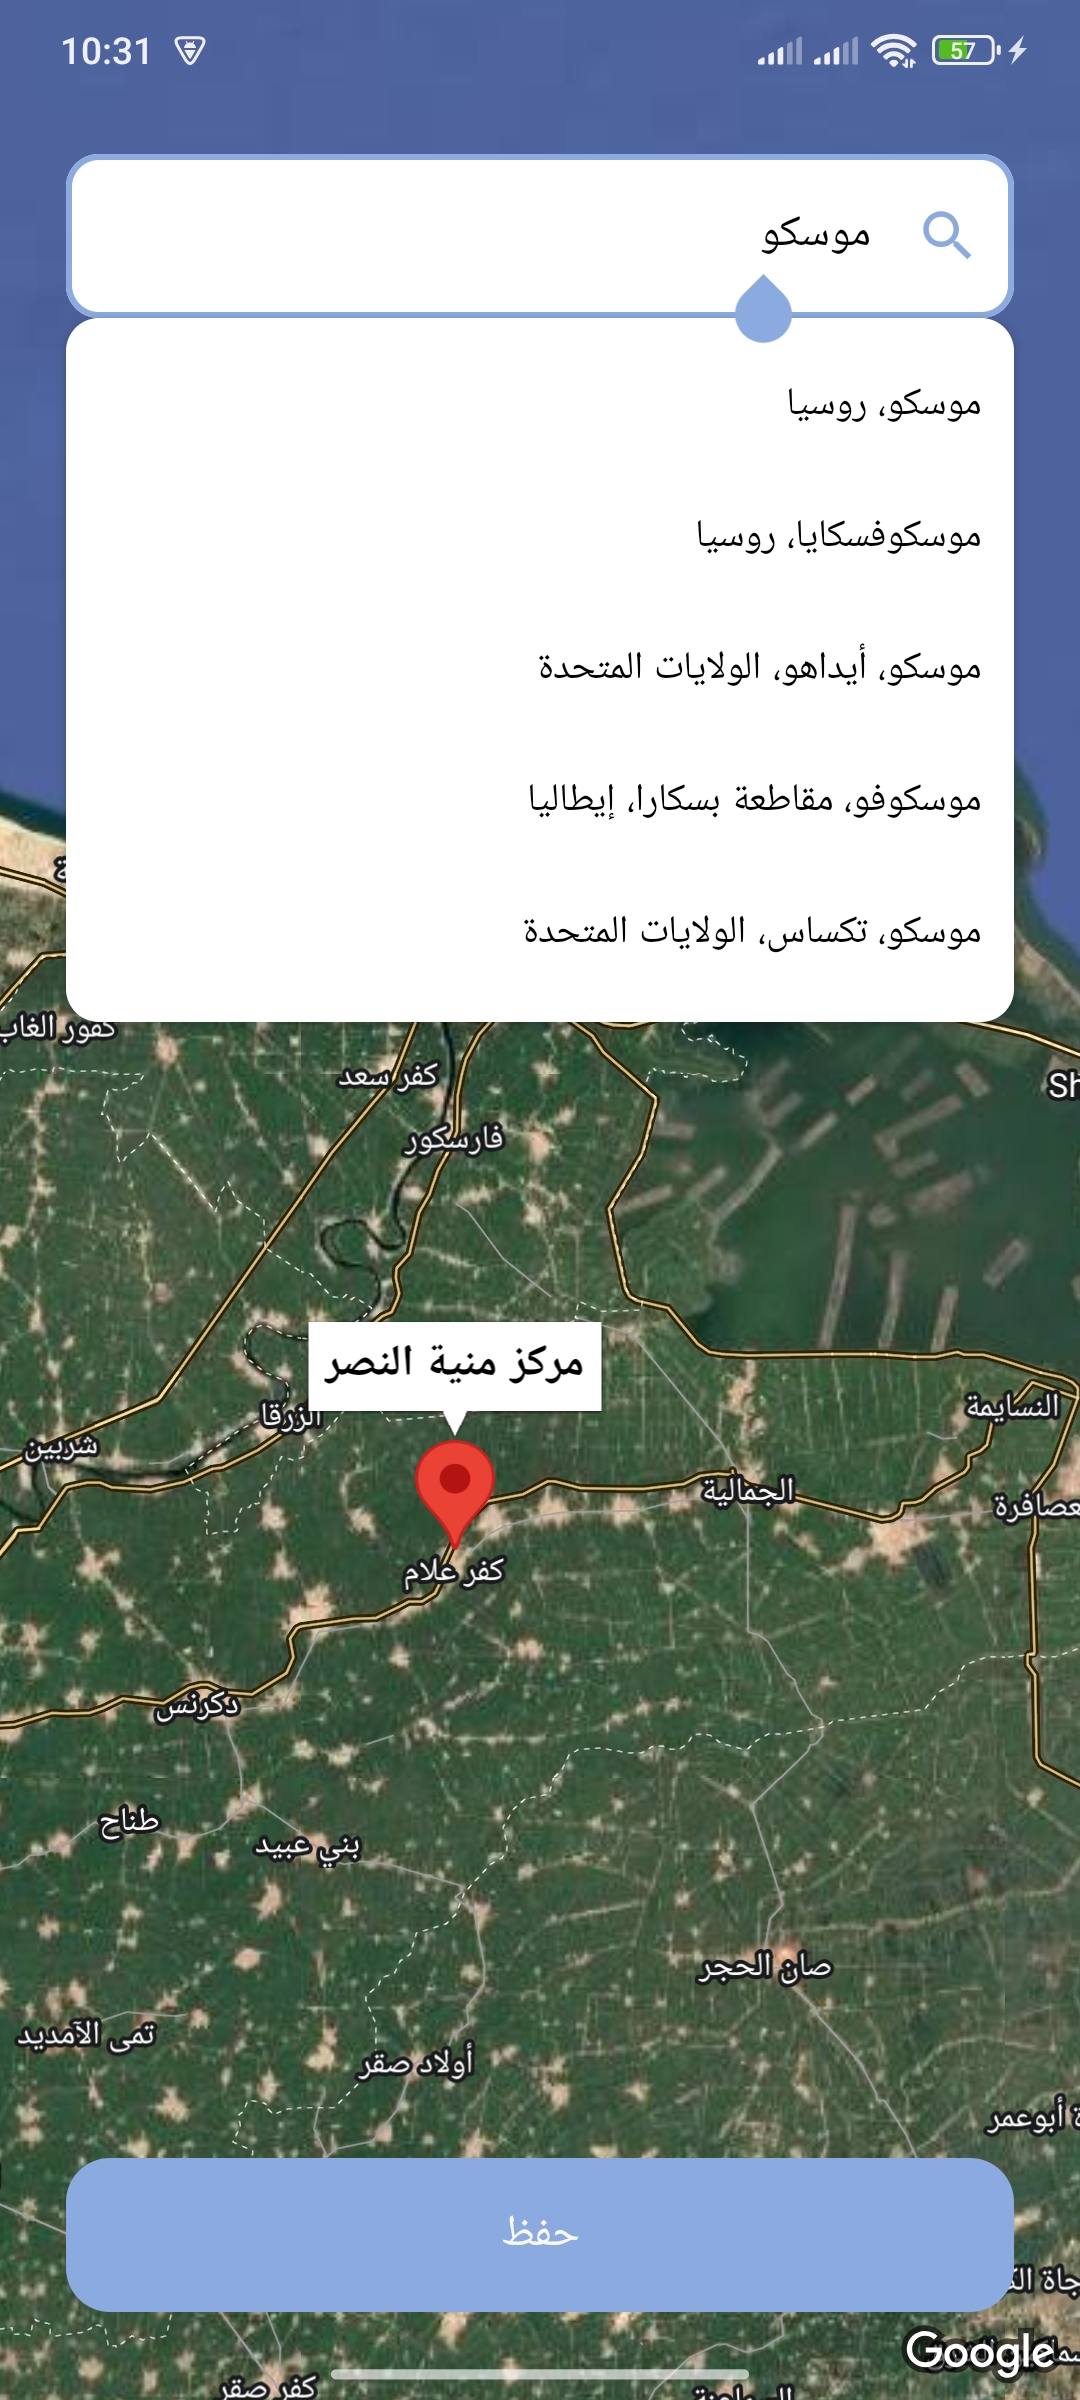 10:31
57
موسكو
موسكو، روسيا
موسكوفسكايا، روسيا
موسكو، أيداهو، الولايات المتحدة
موسكوفو، مقاطعة بسكارا، إيطاليا
موسكو، تكساس، الولايات المتحدة
كفور الغاب
كفر سعد
Sh
فارسكور
مركز منية النصر
الزرقا
النسايمة
شربين
الجمالية
عصافرة
كفر علام
دكرنس
طناح
بني عبيد
صان الحجر
تمى الآمديد
أولاد صقر
ة أبوعمر
حفظ
Google
كفر صقر